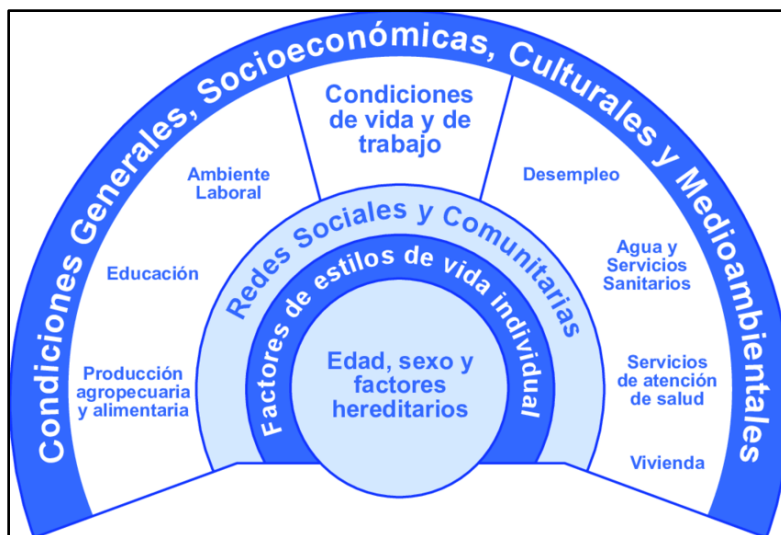 Condiciones Generales, Socioeconómicas, Culturales y Medioambientales
Condiciones
de vida y de
trabajo
Ambiente
Laboral
Desempleo
Redes Sociales y Comunitarias
Educación
Agua y
Servicios
Sanitarios
Factores de estilos de vida individual
Producción
agropecuaria
y alimentaria
Edad, sexo y
factores
hereditarios
Servicios
de atención
de salud
Vivienda